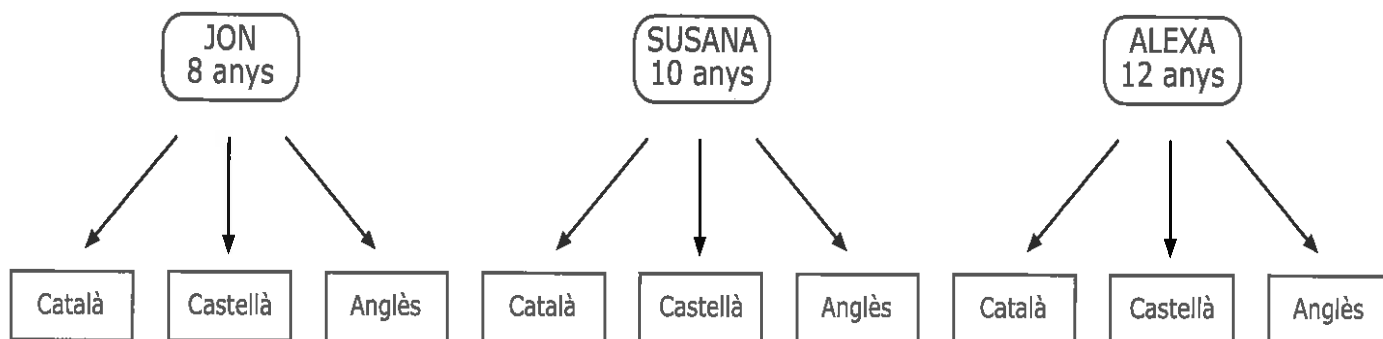 JON
8 anys
SUSANA
10 anys
ALEXA
12 anys
Català
Castellà
Anglès
Català
Castellà
Anglès
Català
Castellà
Anglès